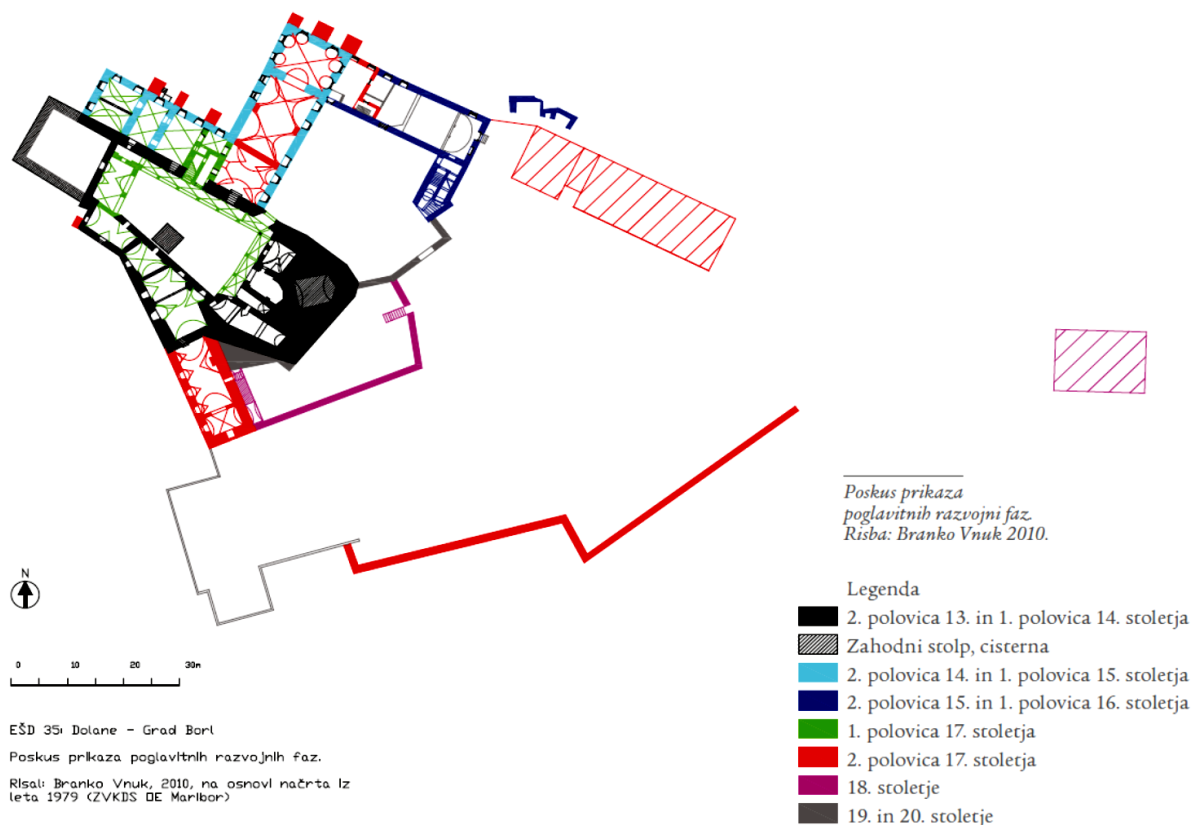 Poskus prikaza
poglavitnih razvojni faz.
Risba: Branko Vnuk 2010.
Legenda
2. polovica 13. in 1. polovica 14. stoletja
Zahodni stolp, cisterna
2. polovica 14. in 1. polovica 15. stoletja
2. polovica 15. in 1. polovica 16. stoletja
1. polovica 17. stoletja
2. polovica 17. stoletja
18. stoletje
19. in 20. stoletje
N
0 10 20 30m
EŠD 35: Dolane - Grad Borl
Poskus prikaza poglavitnih razvojnih faz.
Risal: Branko Vnuk, 2010, na osnovi načrta iz
leta 1979 (ZVKDS OE Maribor)